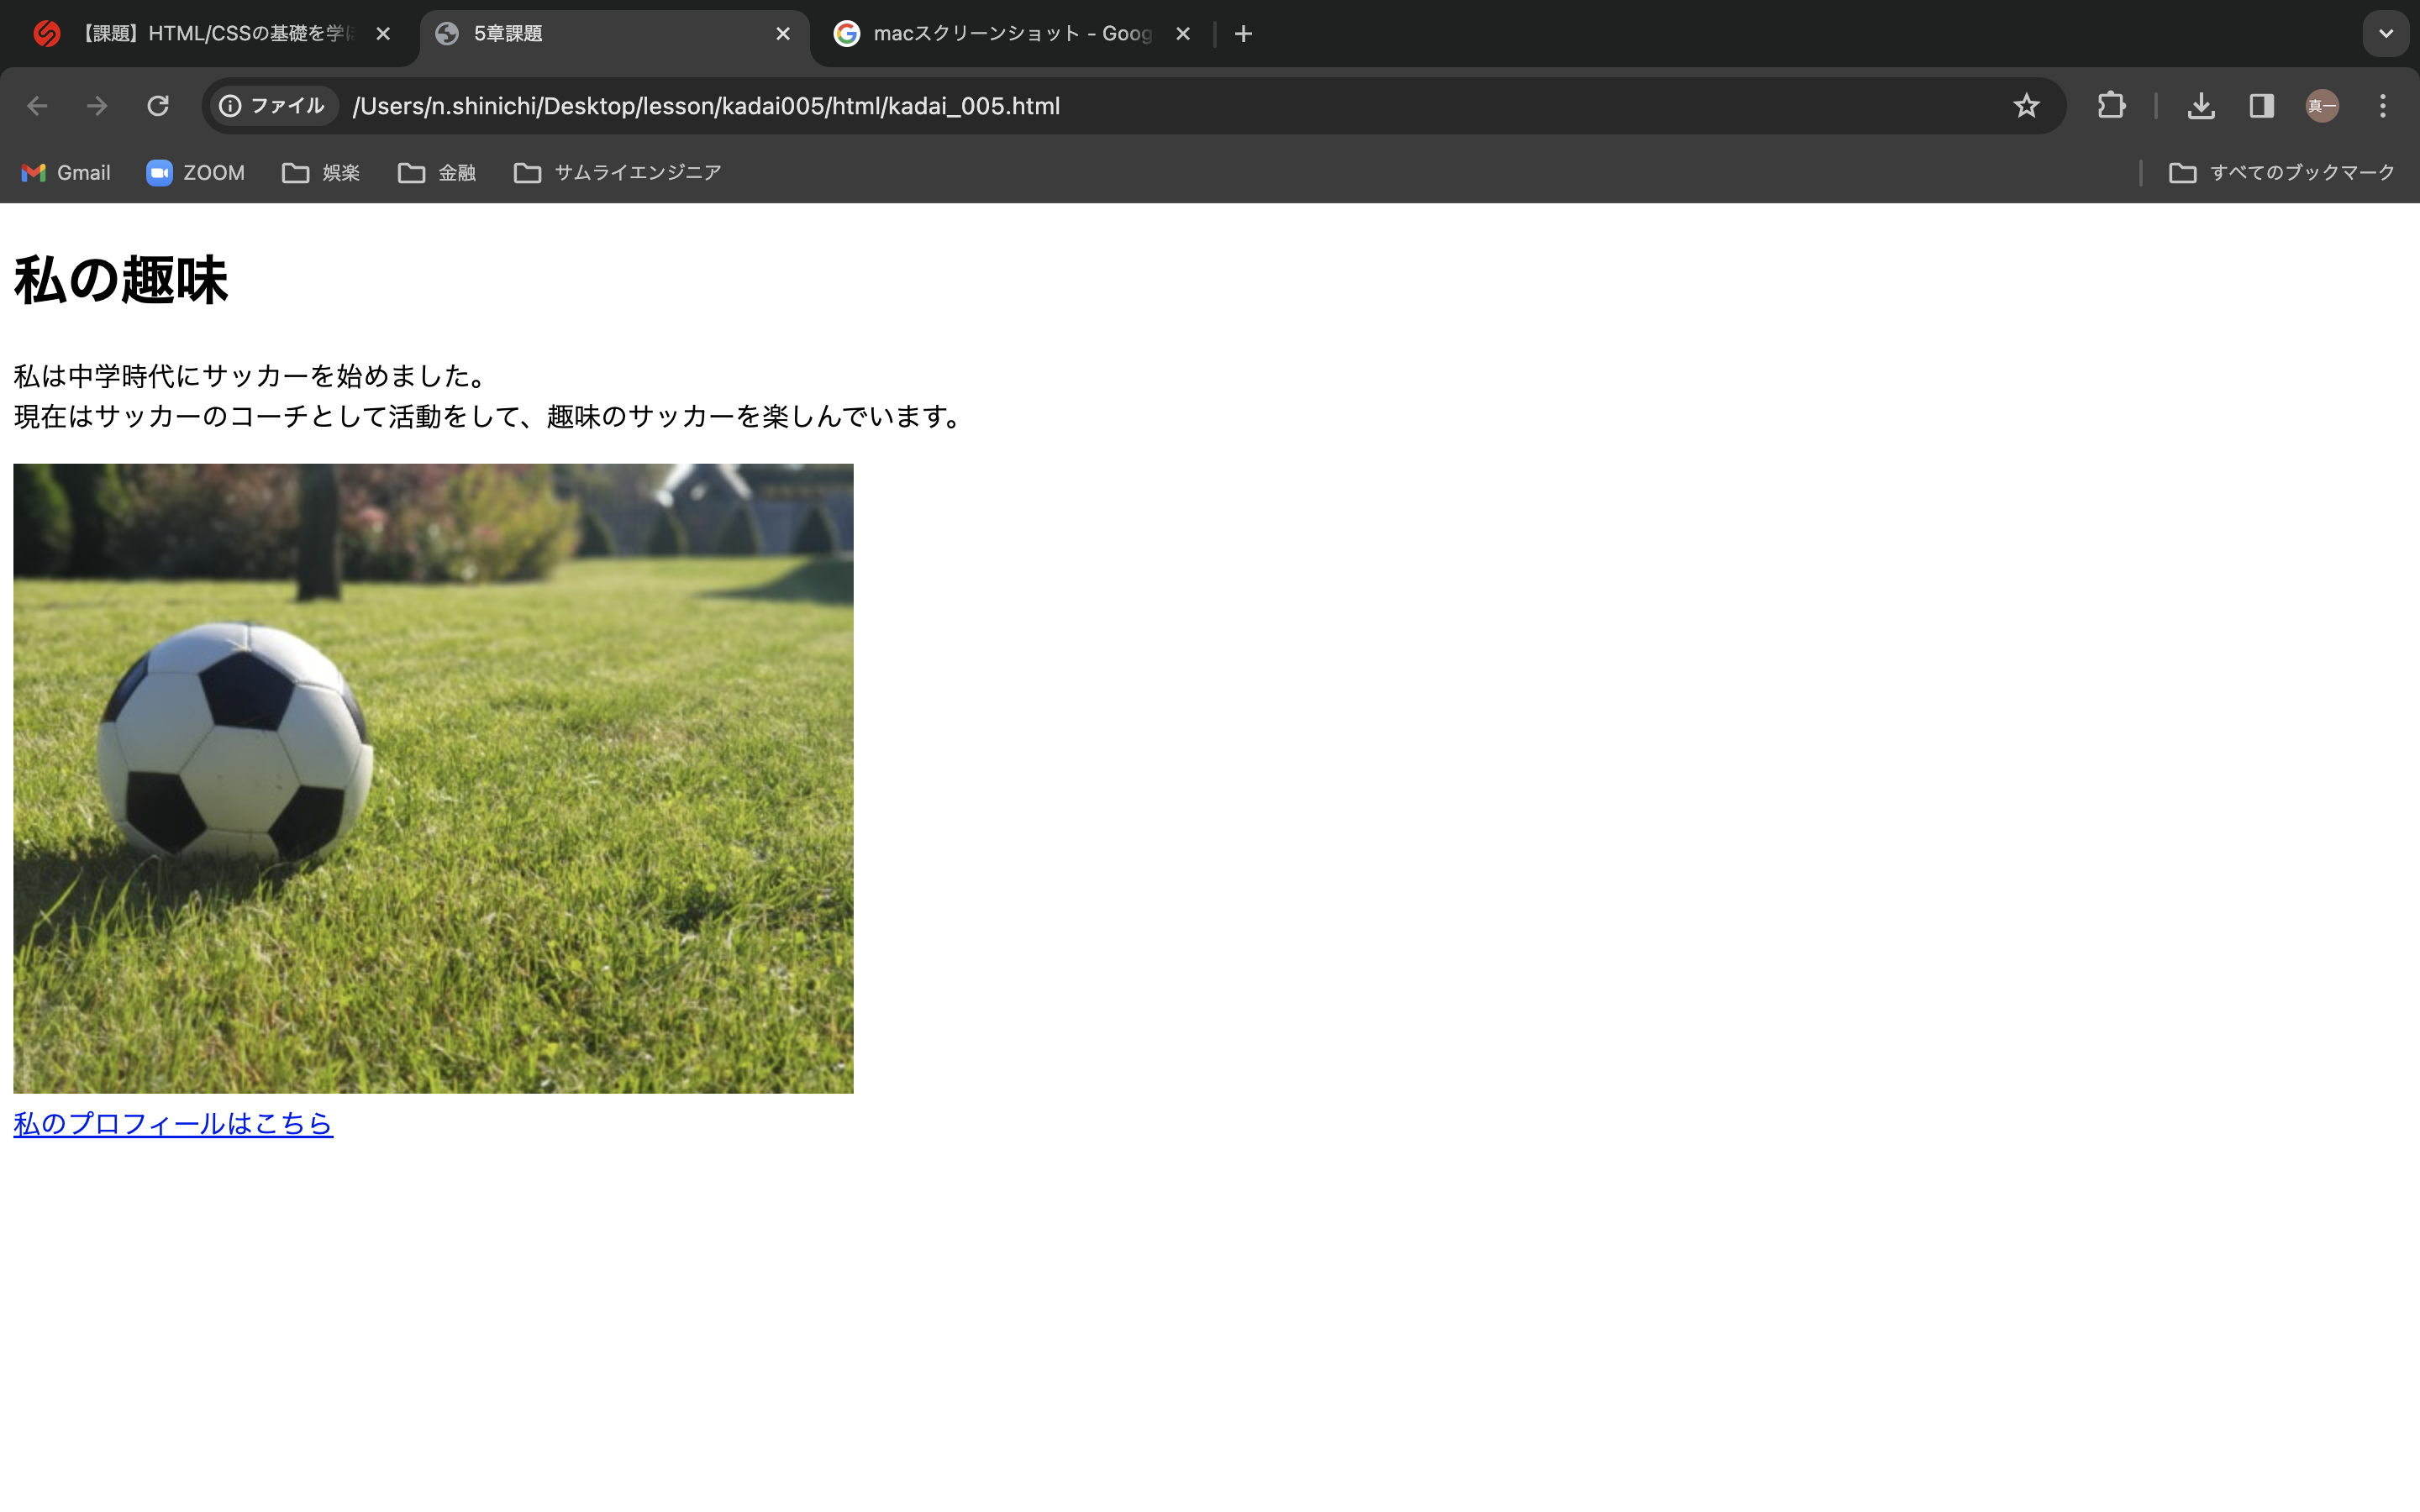 【課題】HTML/CSSの基礎を学
5章課題
macスクリーンショット - Goog
ファイル
/Users/n.shinichi/Desktop/lesson/kadai005/html/kadai_005.html
真一
Gmail
ZOOM
娯楽
金融
サムライエンジニア
すべてのブックマーク
私の趣味
私は中学時代にサッカーを始めました。
現在はサッカーのコーチとして活動をして、趣味のサッカーを楽しんでいます。
私のプロフィールはこちら